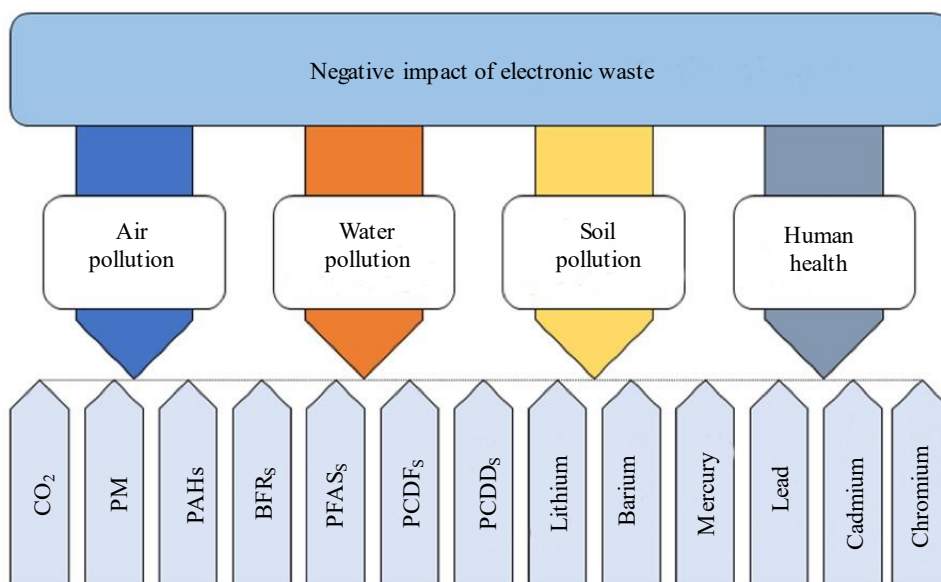 Negative impact of electronic waste
Air
pollution
Water
pollution
Soil
pollution
Human
health
CO₂
PM
PAHs
BFRₛ
PFASₛ
PCDFₛ
PCDDₛ
Lithium
Barium
Mercury
Lead
Cadmium
Chromium